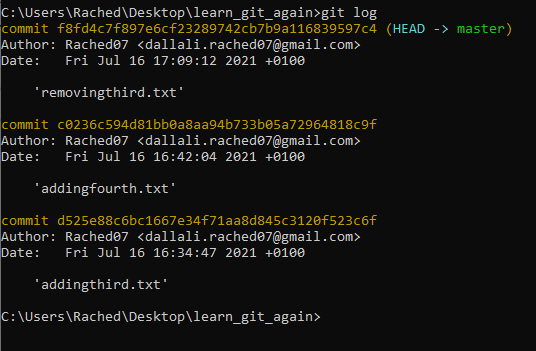 C:\Users\Rached\Desktop\learn_git_again>git log
commit f8fd4c7f897e6cf23289742cb7b9a116839597c4 (HEAD -> master)
Author: Rached07 <dallali.rached07@gmail.com>
Date:   Fri Jul 16 17:09:12 2021 +0100
'removingthird.txt'
commit c0236c594d81bb0a8aa94b733b05a72964818c9f
Author: Rached07 <dallali.rached07@gmail.com>
Date:   Fri Jul 16 16:42:04 2021 +0100
'addingfourth.txt'
commit d525e88c6bc1667e34f71aa8d845c3120f523c6f
Author: Rached07 <dallali.rached07@gmail.com>
Date:   Fri Jul 16 16:34:47 2021 +0100
'addingthird.txt'
C:\Users\Rached\Desktop\learn_git_again>